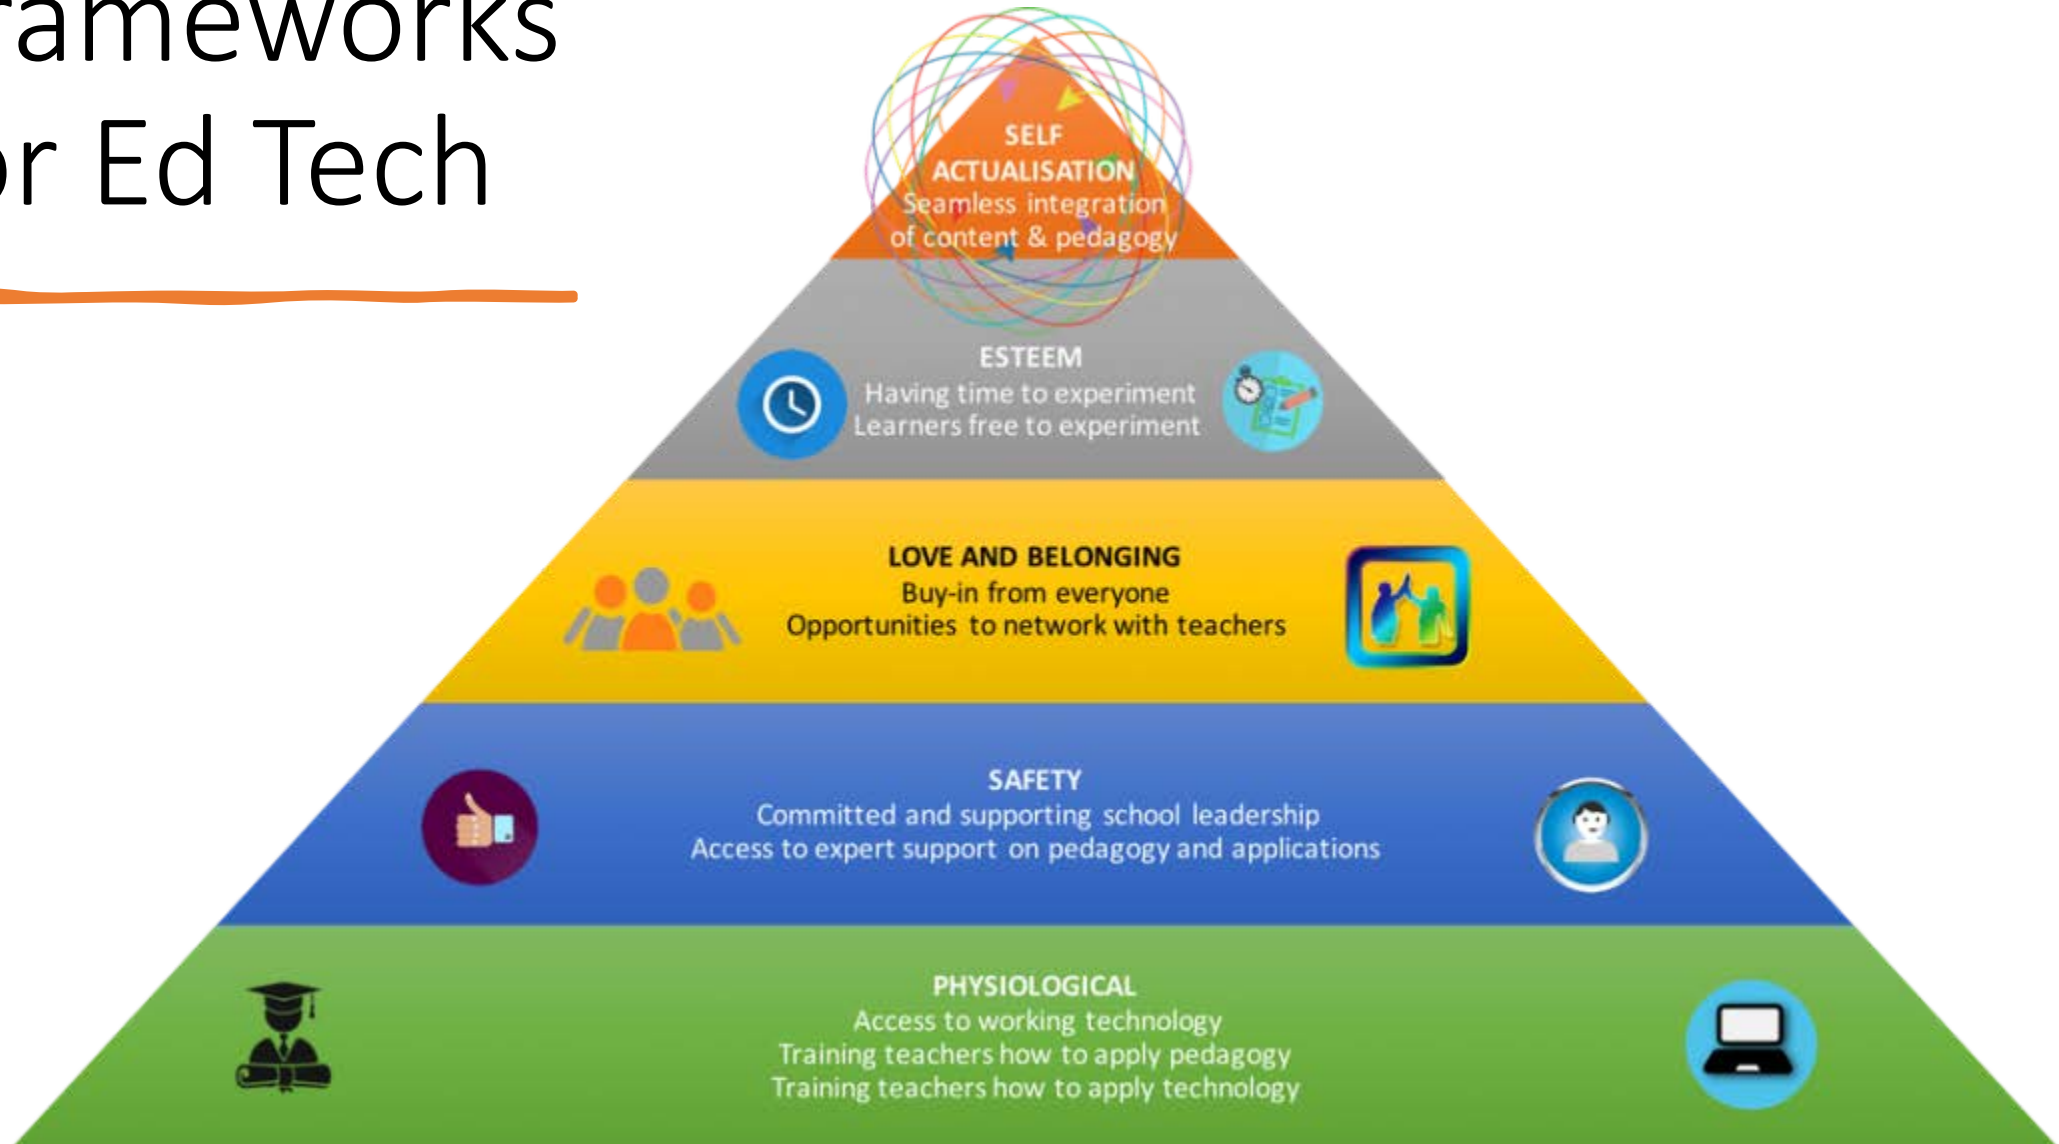 rameworks
or Ed Tech
SELF
ACTUALISATION
Seamless integration
of content & pedagogy
ESTEEM
Having time to experiment
Learners free to experiment
LOVE AND BELONGING
Buy-in from everyone
Opportunities to network with teachers
SAFETY
Committed and supporting school leadership
Access to expert support on pedagogy and applications
PHYSIOLOGICAL
Access to working technology
Training teachers how to apply pedagogy
Training teachers how to apply technology